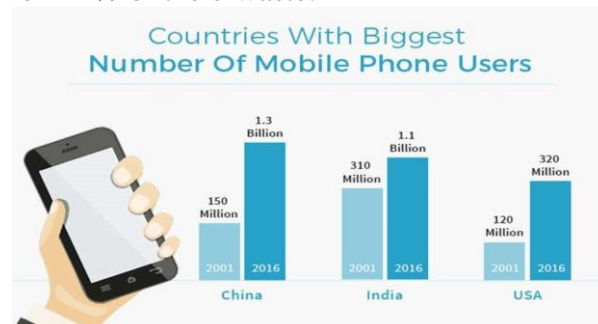 Countries With Biggest
Number Of Mobile Phone Users
1.3
Billion
1.1
Billion
310
Million
320
Million
150
Million
120
Million
2001 2016
2001 2016
2001 2016
China
India
USA